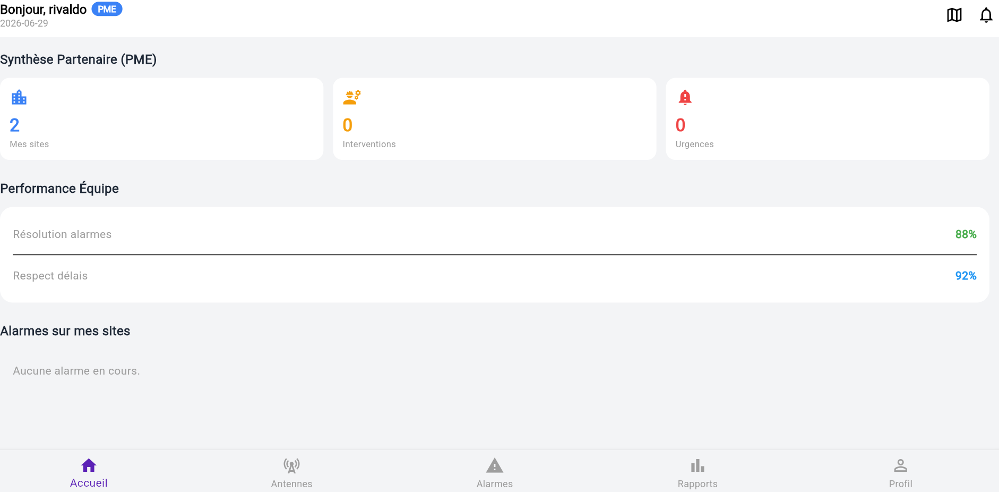 Bonjour, rivaldo PME
2026-06-29
Synthèse Partenaire (PME)
2
Mes sites
0
Interventions
0
Urgences
Performance Équipe
Résolution alarmes 88%
Respect délais 92%
Alarmes sur mes sites
Aucune alarme en cours.
Accueil
Antennes
Alarmes
Rapports
Profil